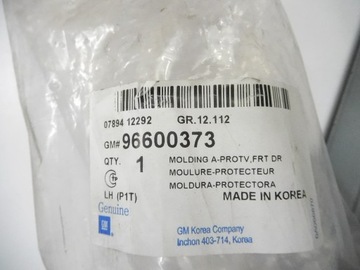 07894 12292 GR.12.112
GM# 96600373
QTY. 1 MOLDING A-PROTV,FRT DR
MOULURE-PROTECTEUR
MOLDURA-PROTECTORA
LH (P1T) MADE IN KOREA
Genuine
GM
GM Korea Company
Inchon 403-714, Korea